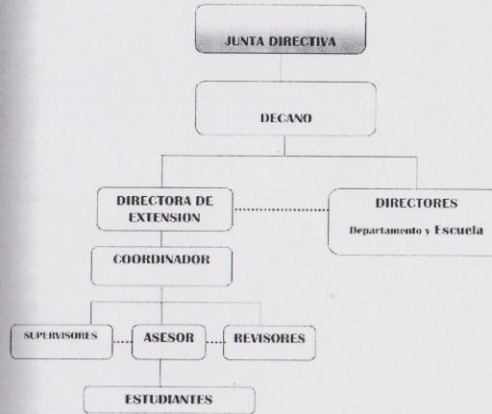 JUNTA DIRECTIVA
DECANO
DIRECTORA DE
EXTENSION
DIRECTORES
Departamento y Escuela
COORDINADOR
SUPERVISORES
ASESOR
REVISORES
ESTUDIANTES